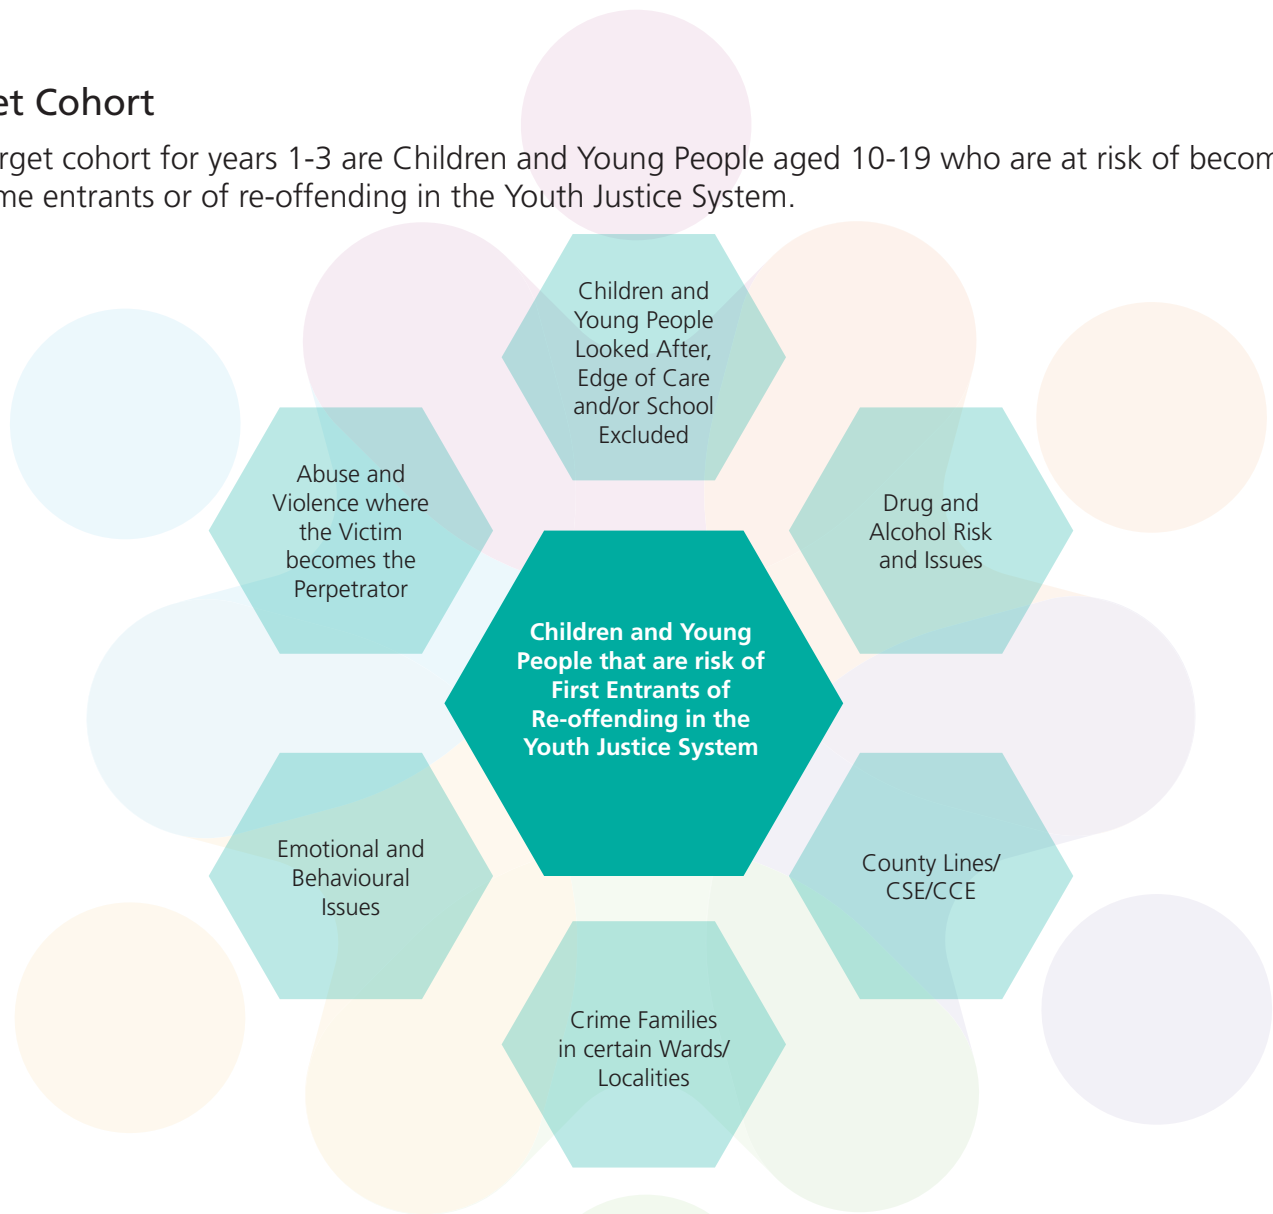 et Cohort
rget cohort for years 1-3 are Children and Young People aged 10-19 who are at risk of becom
me entrants or of re-offending in the Youth Justice System.
Children and
Young People
Looked After,
Edge of Care
and/or School
Excluded
Abuse and
Violence where
the Victim
becomes the
Perpetrator
Drug and
Alcohol Risk
and Issues
Children and Young
People that are risk of
First Entrants of
Re-offending in the
Youth Justice System
Emotional and
Behavioural
Issues
County Lines/
CSE/CCE
Crime Families
in certain Wards/
Localities